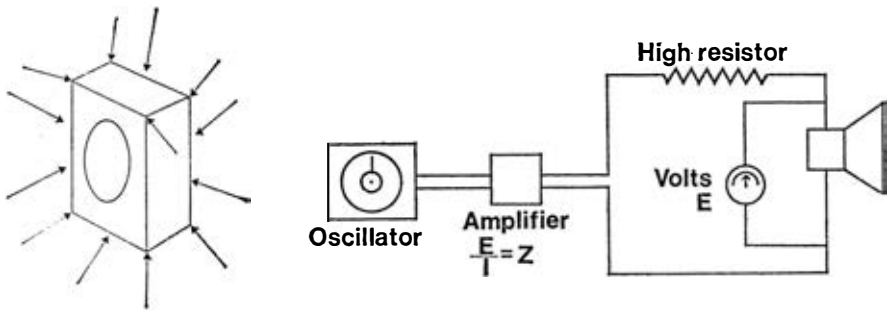 High resistor
Volts
E
Oscillator
Amplifier
E/I = Z